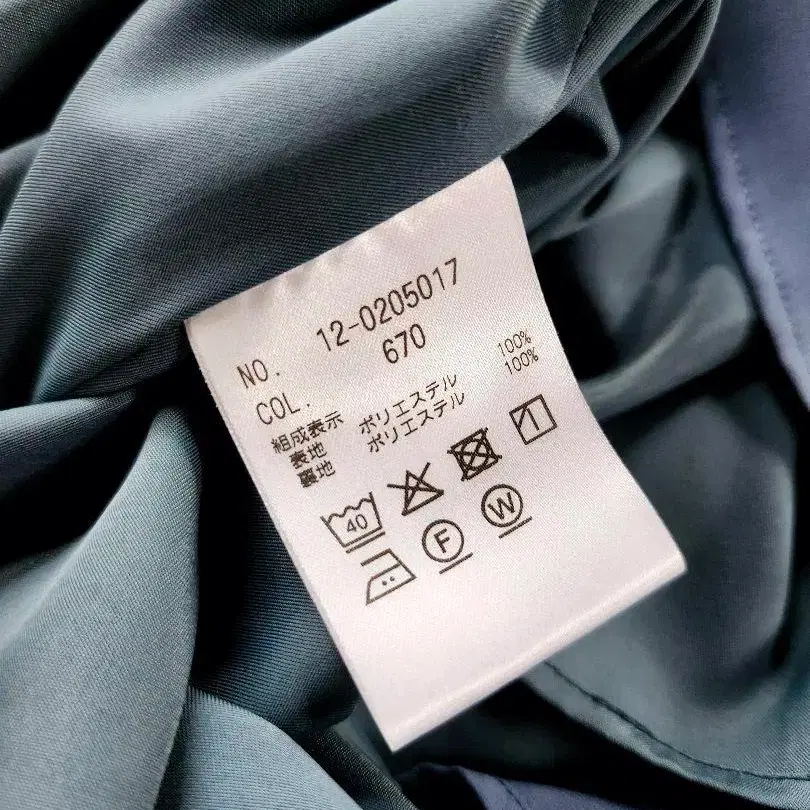 NO. 12-0205017
COL. 670
組成表示
表地 ポリエステル 100%
裏地 ポリエステル 100%
40
F W